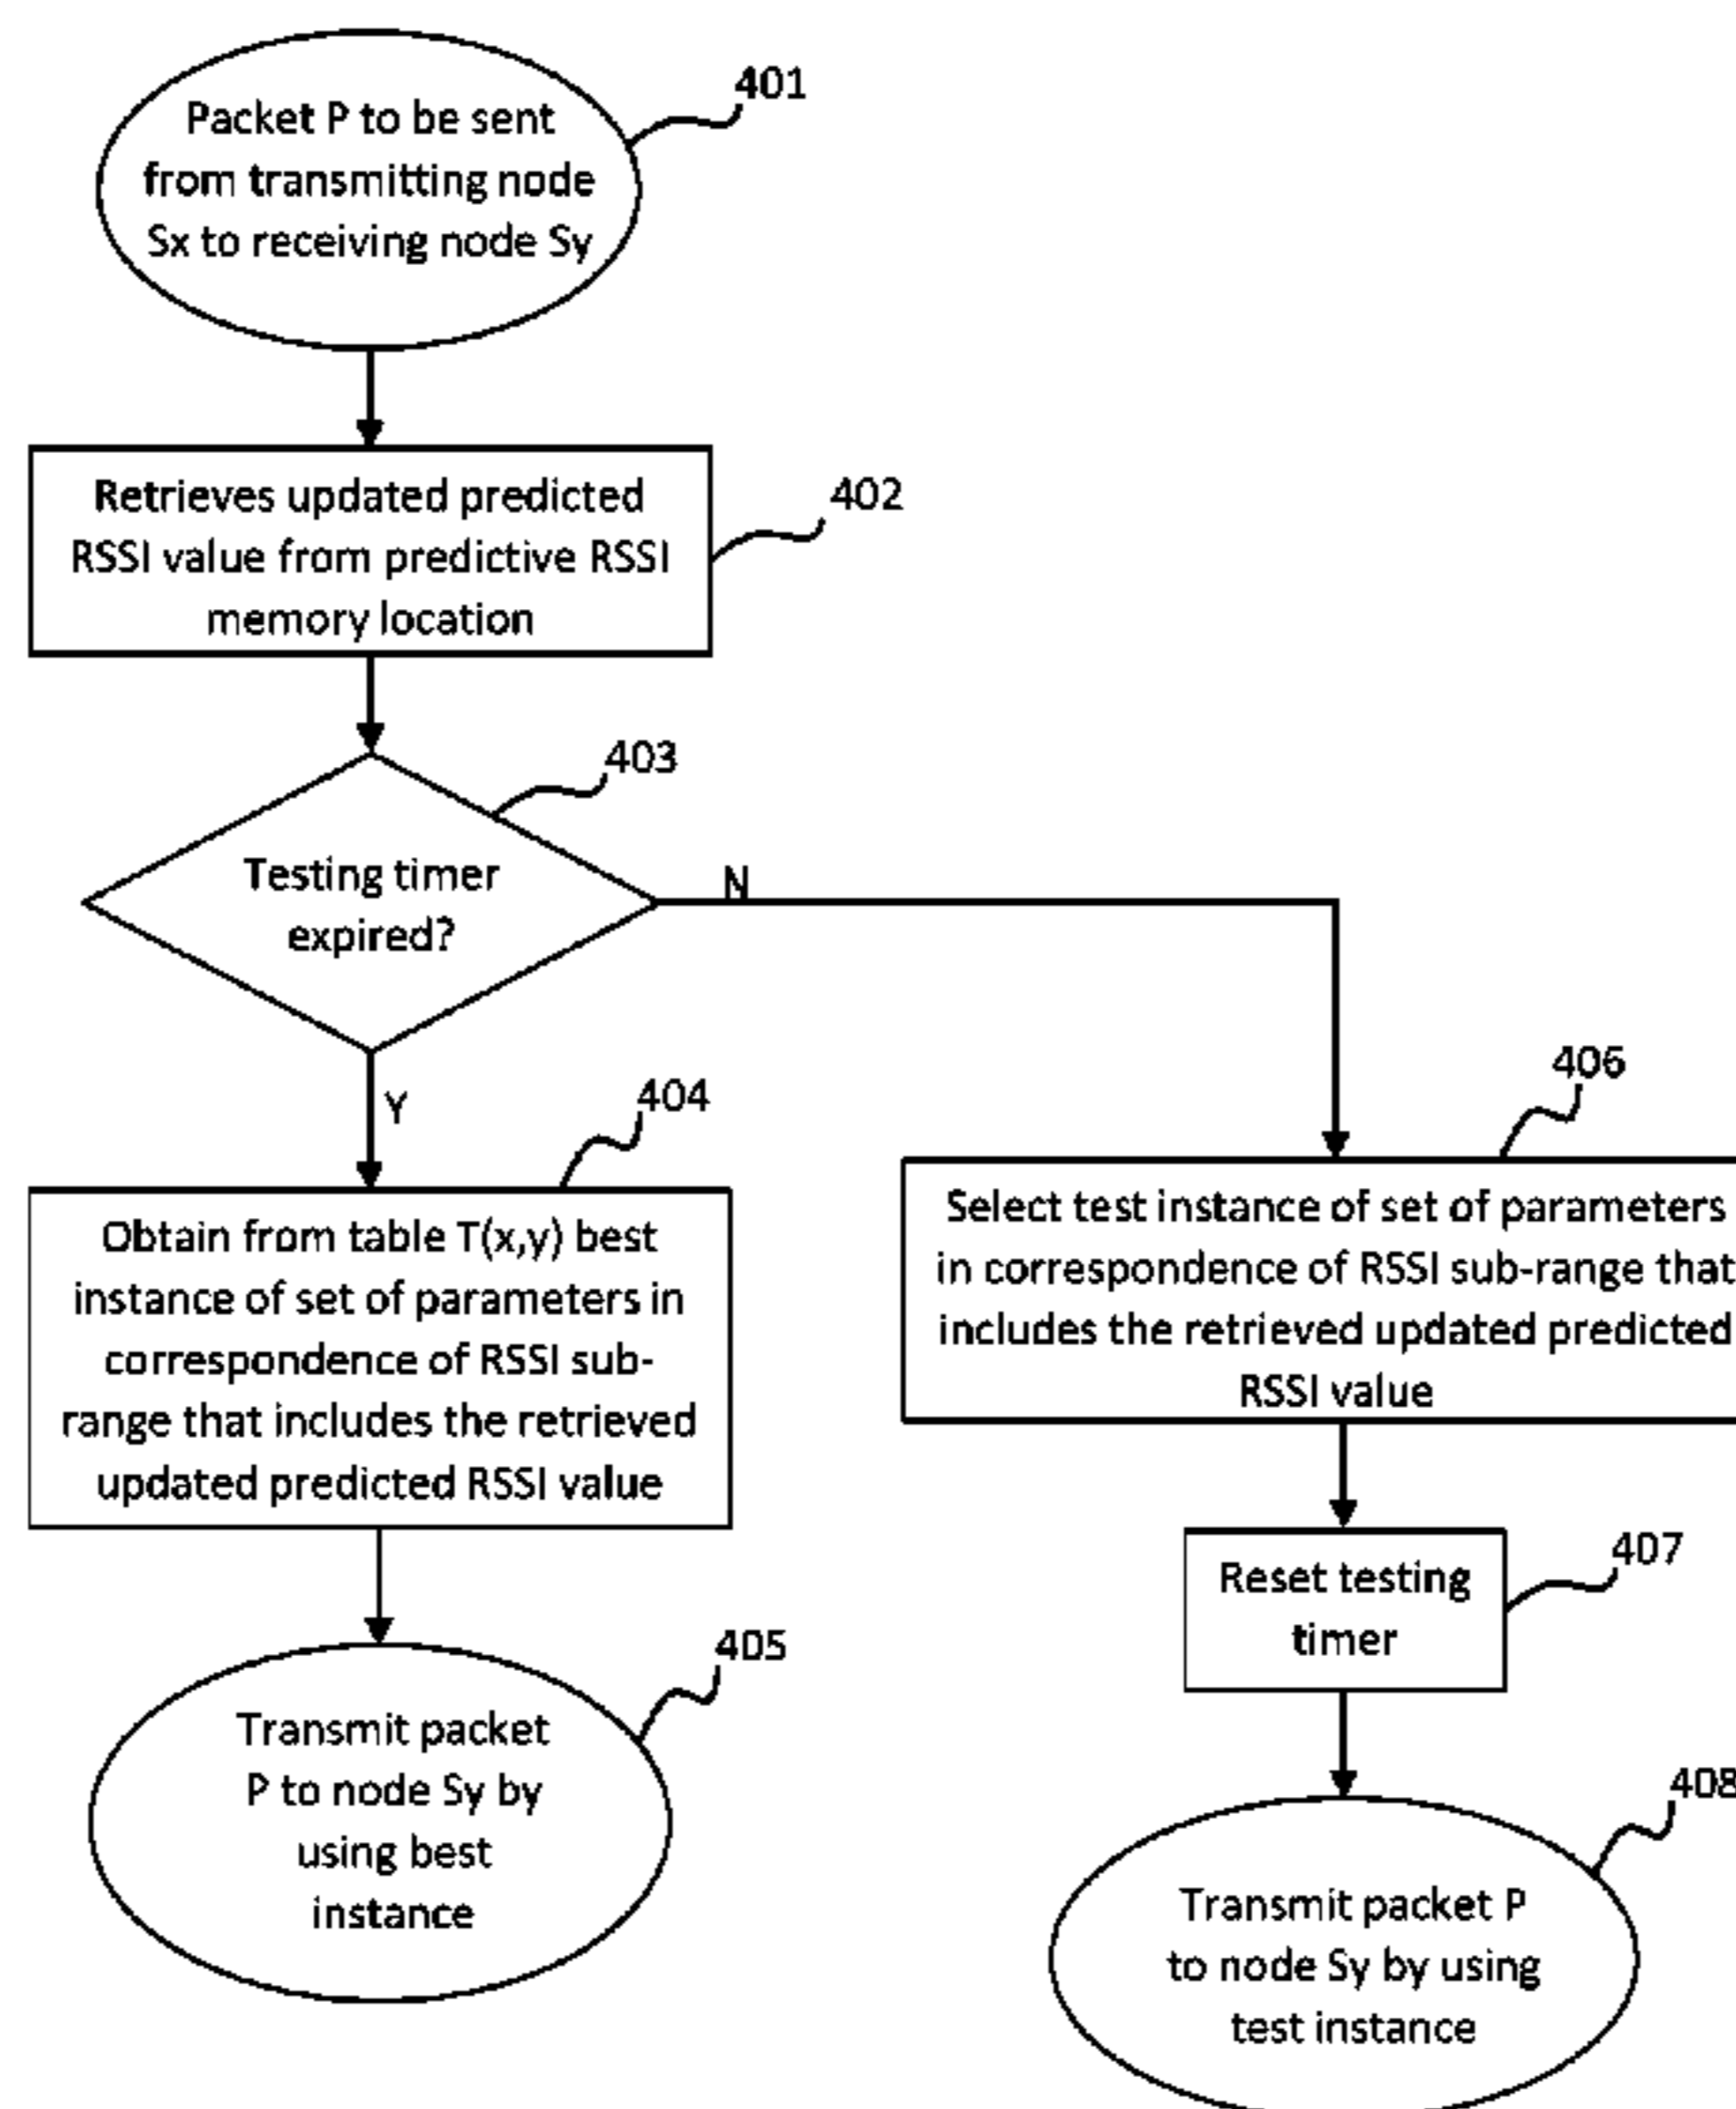 401
Packet P to be sent
from transmitting node
Sx to receiving node Sy
402
Retrieves updated predicted
RSSI value from predictive RSSI
memory location
403
Testing timer
expired?
N
Y
404
Obtain from table T(x,y) best
instance of set of parameters in
correspondence of RSSI sub-
range that includes the retrieved
updated predicted RSSI value
405
Transmit packet
P to node Sy by
using best
instance
406
Select test instance of set of parameters
in correspondence of RSSI sub-range that
includes the retrieved updated predicted
RSSI value
407
Reset testing
timer
408
Transmit packet P
to node Sy by using
test instance